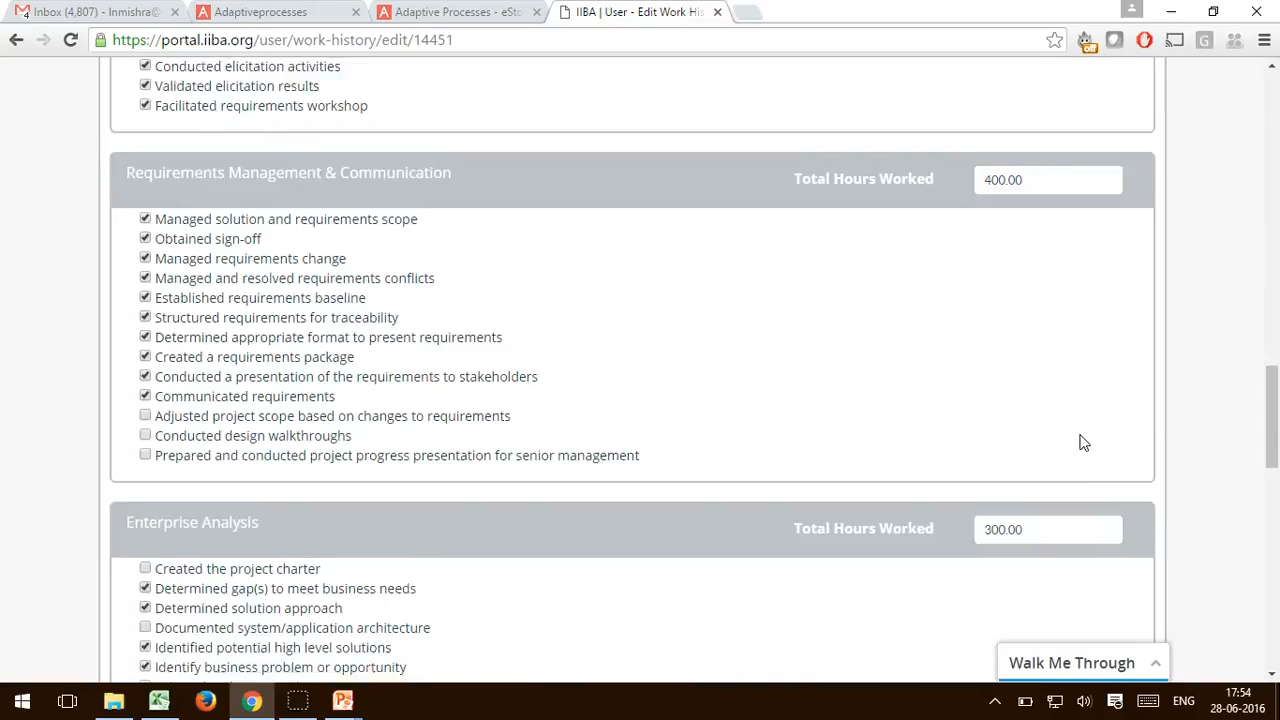 Inbox (4,807) - Inmishra@
Adaptiveprocesses
Adaptive Processes - eSto
IIBA | User - Edit Work His
https://portal.iiba.org/user/work-history/edit/14451
Conducted elicitation activities
Validated elicitation results
Facilitated requirements workshop
Requirements Management & Communication
Total Hours Worked
400.00
Managed solution and requirements scope
Obtained sign-off
Managed requirements change
Managed and resolved requirements conflicts
Established requirements baseline
Structured requirements for traceability
Determined appropriate format to present requirements
Created a requirements package
Conducted a presentation of the requirements to stakeholders
Communicated requirements
Adjusted project scope based on changes to requirements
Conducted design walkthroughs
Prepared and conducted project progress presentation for senior management
Enterprise Analysis
Total Hours Worked
300.00
Created the project charter
Determined gap(s) to meet business needs
Determined solution approach
Documented system/application architecture
Identified potential high level solutions
Identify business problem or opportunity
Walk Me Through
ENG
17:54
28-06-2016